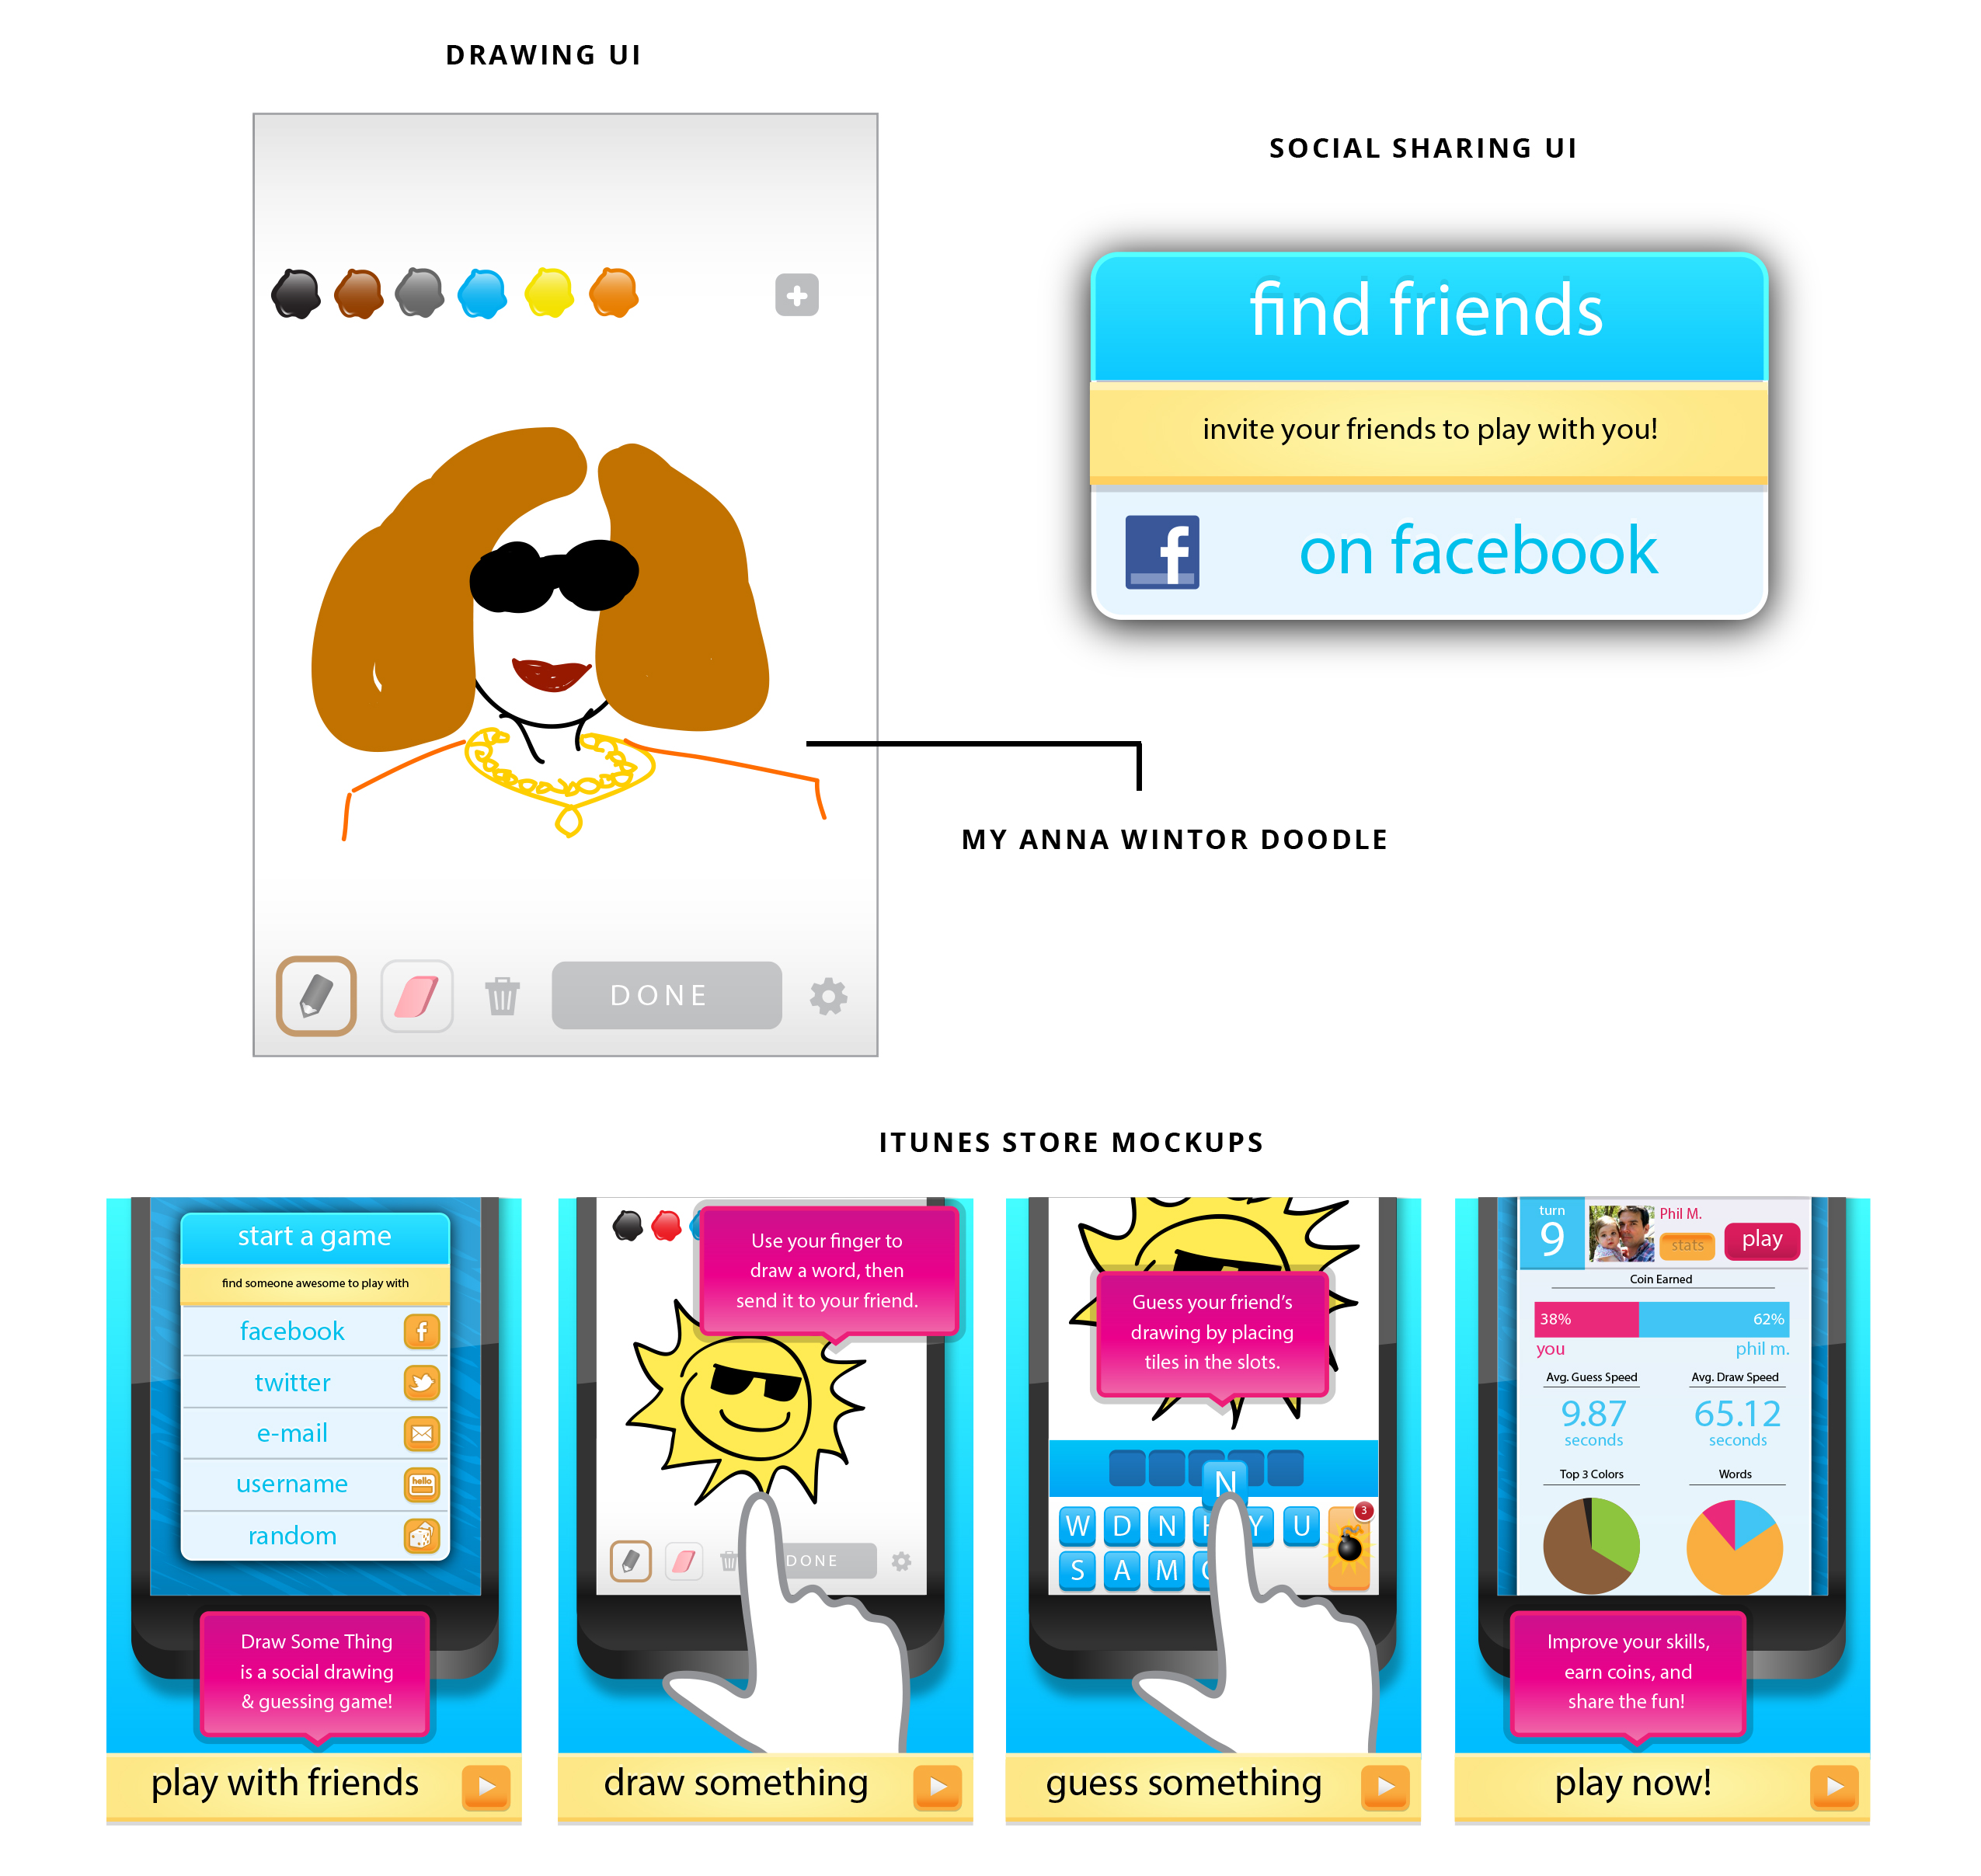 DRAWING UI
SOCIAL SHARING UI
find friends
invite your friends to play with you!
f
on facebook
MY ANNA WINTOR DOODLE
DONE
ITUNES STORE MOCKUPS
start a game
find someone awesome to play with
facebook
f
twitter
e-mail
username
hello
random
Draw Some Thing
is a social drawing
& guessing game!
play with friends
Use your finger to
draw a word, then
send it to your friend.
DONE
draw something
Guess your friend's
drawing by placing
tiles in the slots.
N
W D N Y U
3
S A M
guess something
turn
9
Phil M.
stats
play
Coin Earned
38%
62%
you
phil m.
Avg. Guess Speed
Avg. Draw Speed
9.87
65.12
seconds
seconds
Top 3 Colors
Words
Improve your skills,
earn coins, and
share the fun!
play now!